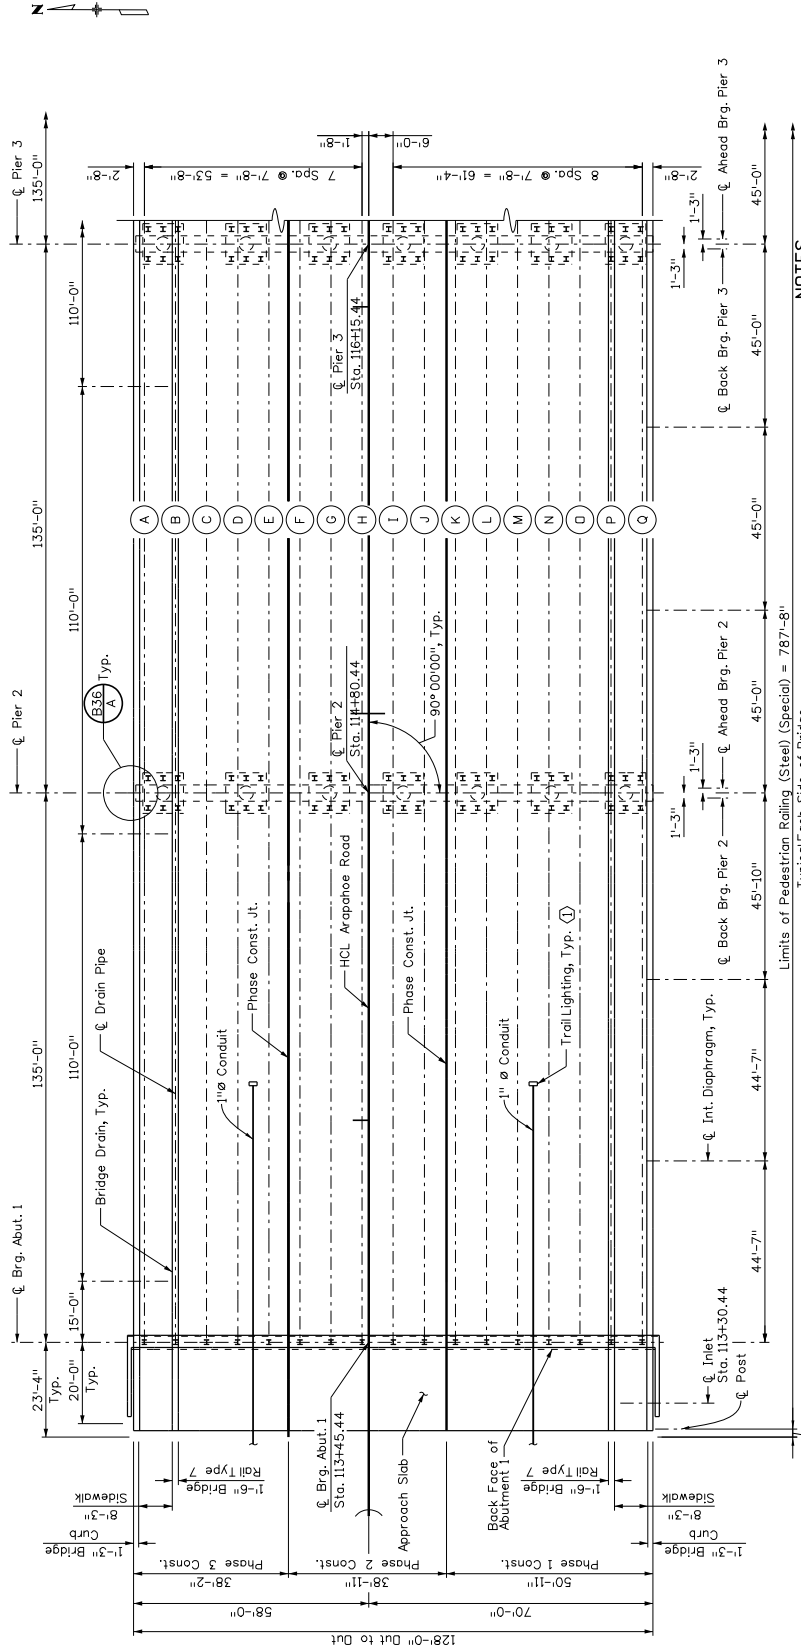 N
℄ Brg. Abut. 1
℄ Pier 2
℄ Pier 3
23'-4"
Typ.
135'-0"
135'-0"
135'-0"
20'-0"
Typ.
15'-0"
110'-0"
110'-0"
110'-0"
Bridge Drain, Typ.
℄ Drain Pipe
B36
A
Typ.
1'-3" Bridge
Curb
8'-3"
Sidewalk
1'-6" Bridge
Rail Type 7
128'-0" Out to Out
58'-0"
70'-0"
38'-2"
Phase 3 Const.
38'-11"
Phase 2 Const.
50'-11"
Phase 1 Const.
1"Ø Conduit
Phase Const. Jt.
HCL Arapahoe Road
℄ Pier 2
Sta. 114+80.44
90°00'00", Typ.
℄ Pier 3
Sta. 116+15.44
℄ Brg. Abut. 1
Sta. 113+45.44
Approach Slab
Back Face of
Abutment 1
Phase Const. Jt.
1" Ø Conduit
Trail Lighting, Typ. 1
A
B
C
D
E
F
G
H
I
J
K
L
M
N
O
P
Q
2'-8"
7 Spa. @ 7'-8" = 53'-8"
1'-8"
6'-0"
8 Spa. @ 7'-8" = 61'-4"
2'-8"
1'-6" Bridge
Rail Type 7
8'-3"
Sidewalk
1'-3" Bridge
Curb
℄ Inlet
Sta. 113+30.44
℄ Post
℄ Int. Diaphragm, Typ.
1'-3"
1'-3"
℄ Back Brg. Pier 2
℄ Ahead Brg. Pier 2
1'-3"
1'-3"
℄ Back Brg. Pier 3
℄ Ahead Brg. Pier 3
44'-7"
44'-7"
45'-10"
45'-0"
45'-0"
45'-0"
45'-0"
Limits of Pedestrian Railing (Steel) (Special) = 787'-8"
Typical Each Side of Bridge
NOTES